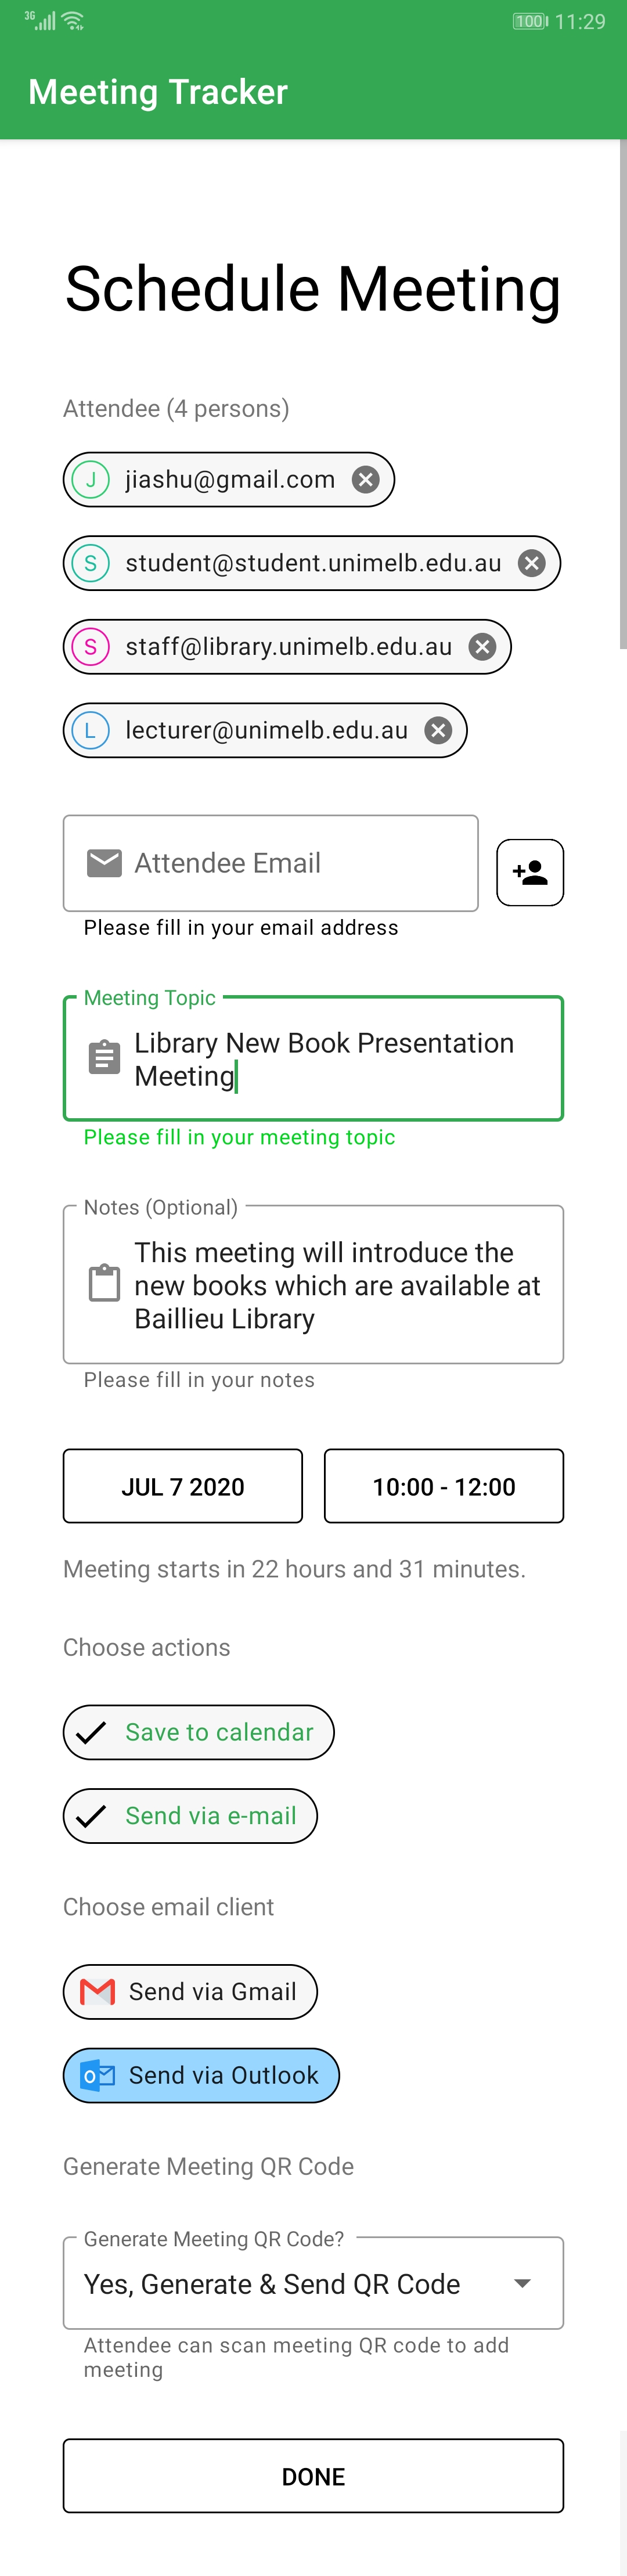 3G 100 11:29
Meeting Tracker
Schedule Meeting
Attendee (4 persons)
J jiashu@gmail.com
S student@student.unimelb.edu.au
S staff@library.unimelb.edu.au
L lecturer@unimelb.edu.au
Attendee Email
Please fill in your email address
Meeting Topic
Library New Book Presentation
Meeting
Please fill in your meeting topic
Notes (Optional)
This meeting will introduce the
new books which are available at
Baillieu Library
Please fill in your notes
JUL 7 2020 10:00 - 12:00
Meeting starts in 22 hours and 31 minutes.
Choose actions
Save to calendar
Send via e-mail
Choose email client
Send via Gmail
Send via Outlook
Generate Meeting QR Code
Generate Meeting QR Code?
Yes, Generate & Send QR Code
Attendee can scan meeting QR code to add
meeting
DONE